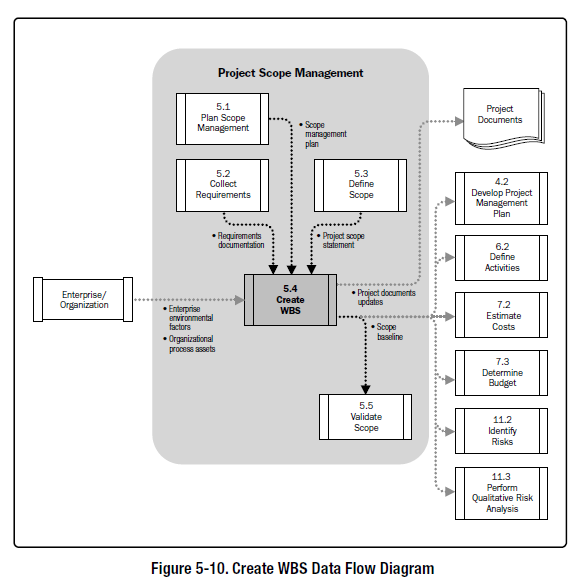 Project Scope Management
5.1
Plan Scope
Management
• Scope
management
plan
Project
Documents
5.2
Collect
Requirements
5.3
Define
Scope
4.2
Develop Project
Management
Plan
• Requirements
documentation
• Project scope
statement
6.2
Define
Activities
Enterprise/
Organization
5.4
Create
WBS
• Project documents
updates
• Enterprise
environmental
factors
• Organizational
process assets
• Scope
baseline
7.2
Estimate
Costs
7.3
Determine
Budget
5.5
Validate
Scope
11.2
Identify
Risks
11.3
Perform
Qualitative Risk
Analysis
Figure 5-10. Create WBS Data Flow Diagram